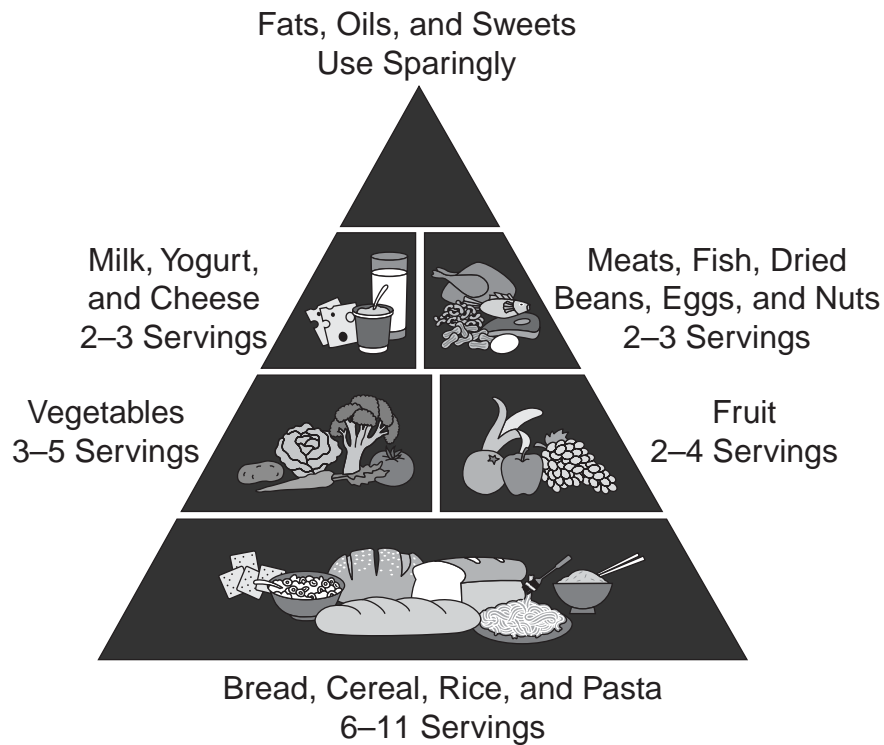 Fats, Oils, and Sweets
Use Sparingly
Milk, Yogurt,
and Cheese
2–3 Servings
Meats, Fish, Dried
Beans, Eggs, and Nuts
2–3 Servings
Vegetables
3–5 Servings
Fruit
2–4 Servings
Bread, Cereal, Rice, and Pasta
6–11 Servings